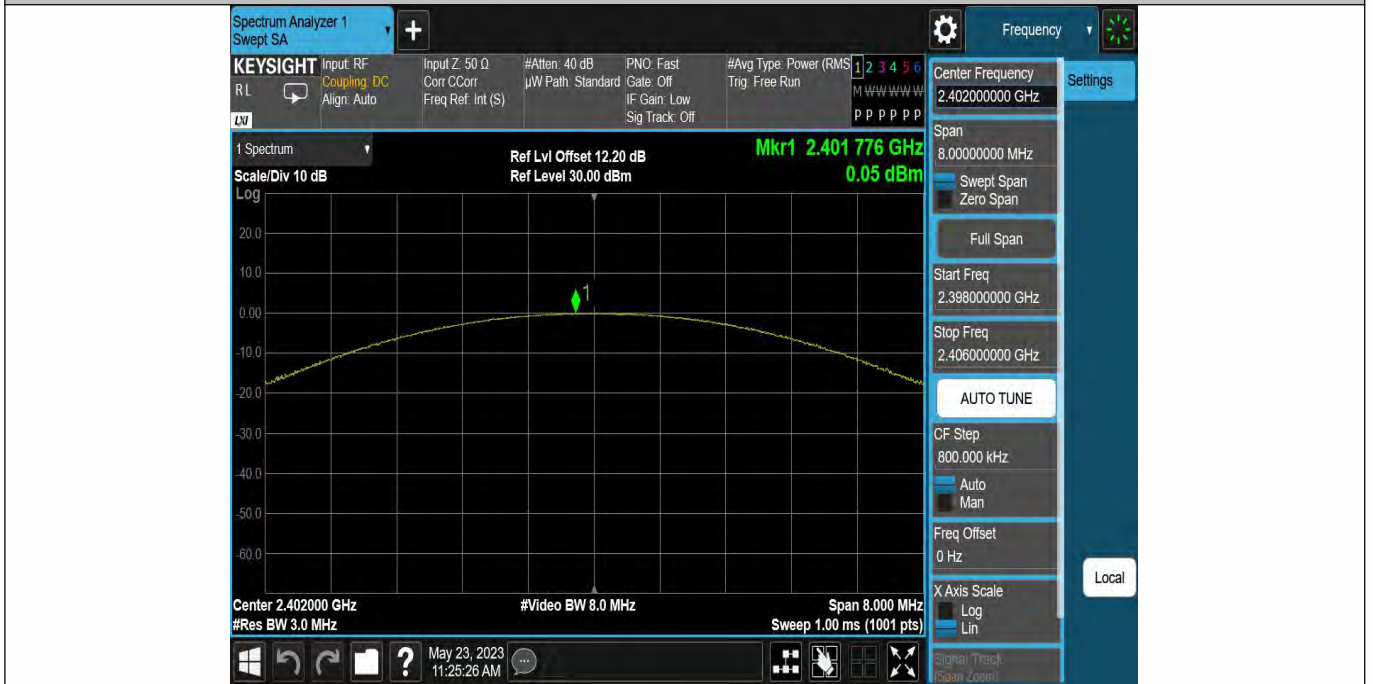 Spectrum Analyzer 1
Swept SA
+
Frequency
KEYSIGHT
RL
LXI
Input: RF
Coupling: DC
Align: Auto
Input Z: 50 Ω
Corr CCorr
Freq Ref: Int (S)
#Atten: 40 dB
µW Path: Standard
PNO: Fast
Gate: Off
IF Gain: Low
Sig Track: Off
#Avg Type: Power (RMS
Trig: Free Run
1 2 3 4 5 6
M W W W W W
P P P P P P
1 Spectrum
Scale/Div 10 dB
Ref Lvl Offset 12.20 dB
Ref Level 30.00 dBm
Mkr1 2.401 776 GHz
0.05 dBm
Log
20.0
10.0
0.00
-10.0
-20.0
-30.0
-40.0
-50.0
-60.0
1
Center 2.402000 GHz
#Res BW 3.0 MHz
#Video BW 8.0 MHz
Span 8.000 MHz
Sweep 1.00 ms (1001 pts)
Center Frequency
2.402000000 GHz
Settings
Span
8.00000000 MHz
Swept Span
Zero Span
Full Span
Start Freq
2.398000000 GHz
Stop Freq
2.406000000 GHz
AUTO TUNE
CF Step
800.000 kHz
Auto
Man
Freq Offset
0 Hz
X Axis Scale
Log
Lin
Signal Track
(Span Zoom)
Local
?
May 23, 2023
11:25:26 AM